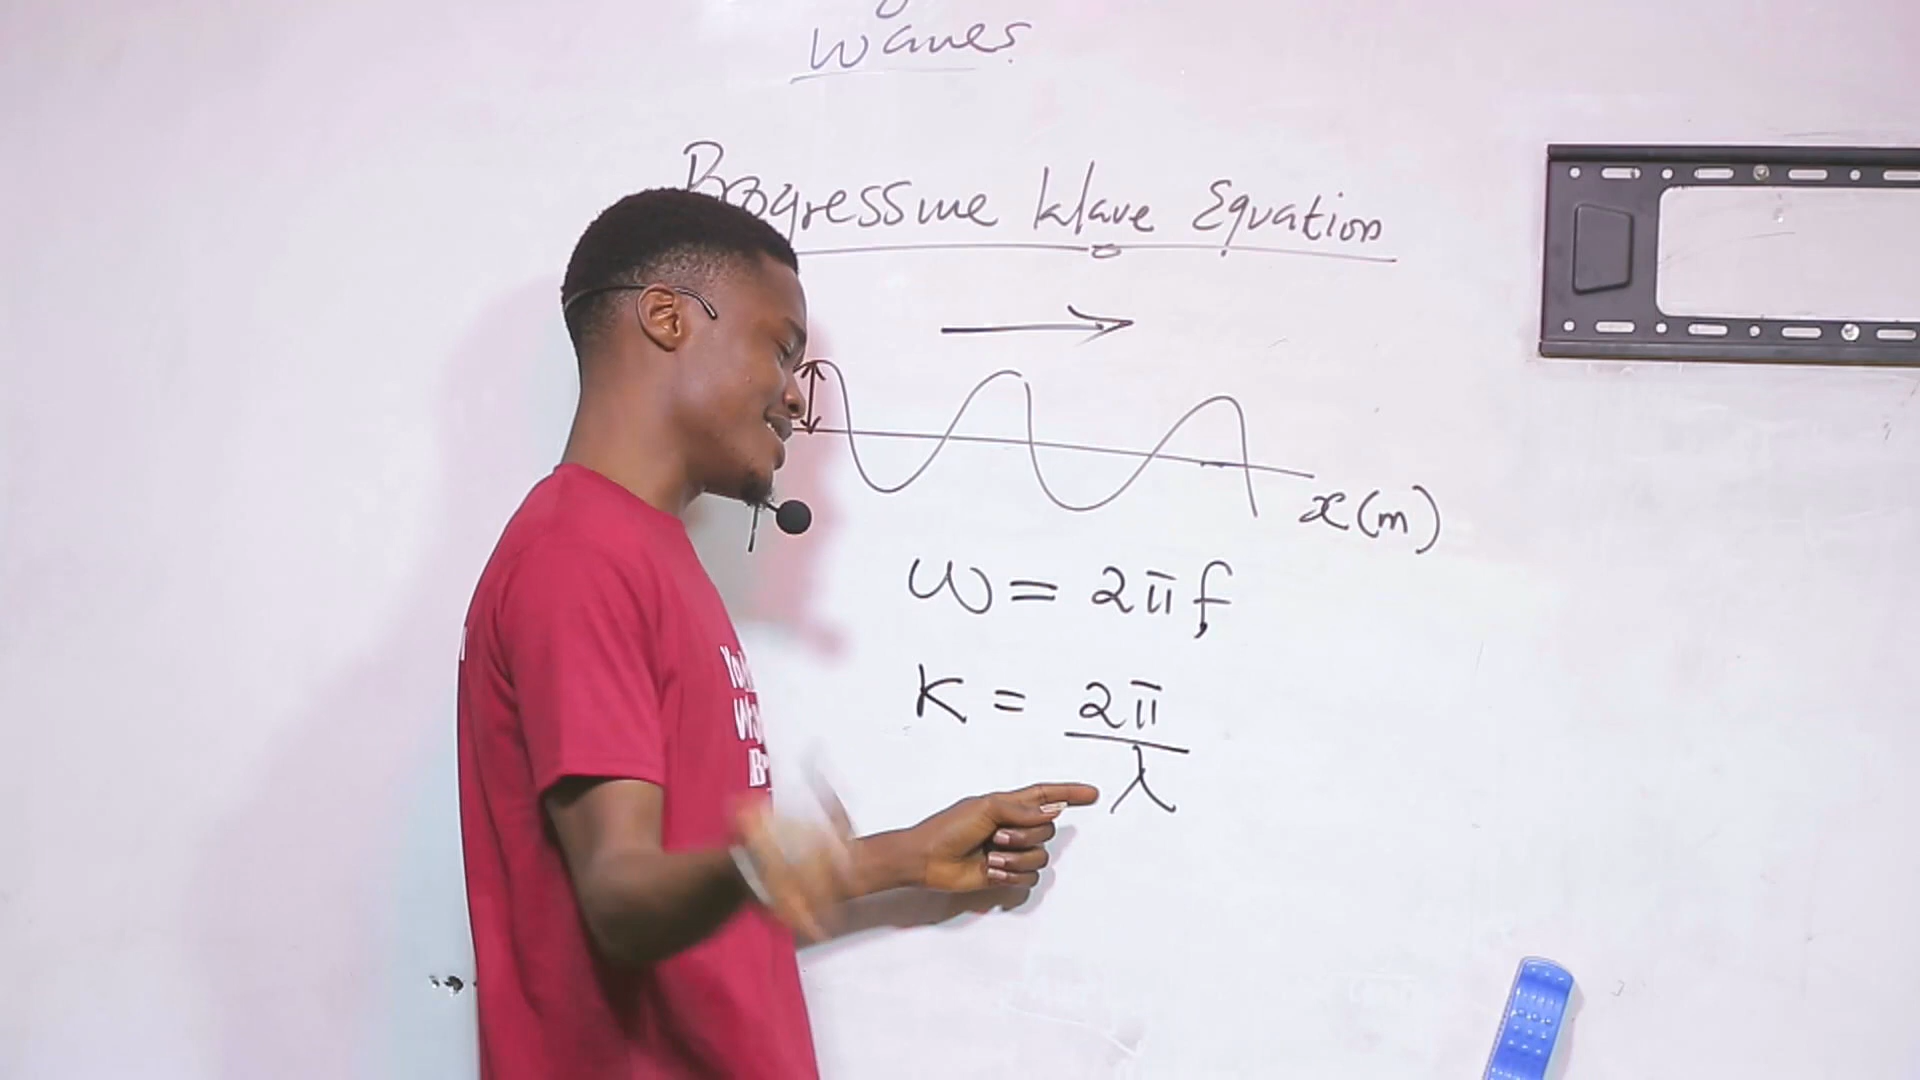 Waves
Progressive Wave Equation
x(m)
ω = 2πf
K = 2π
λ